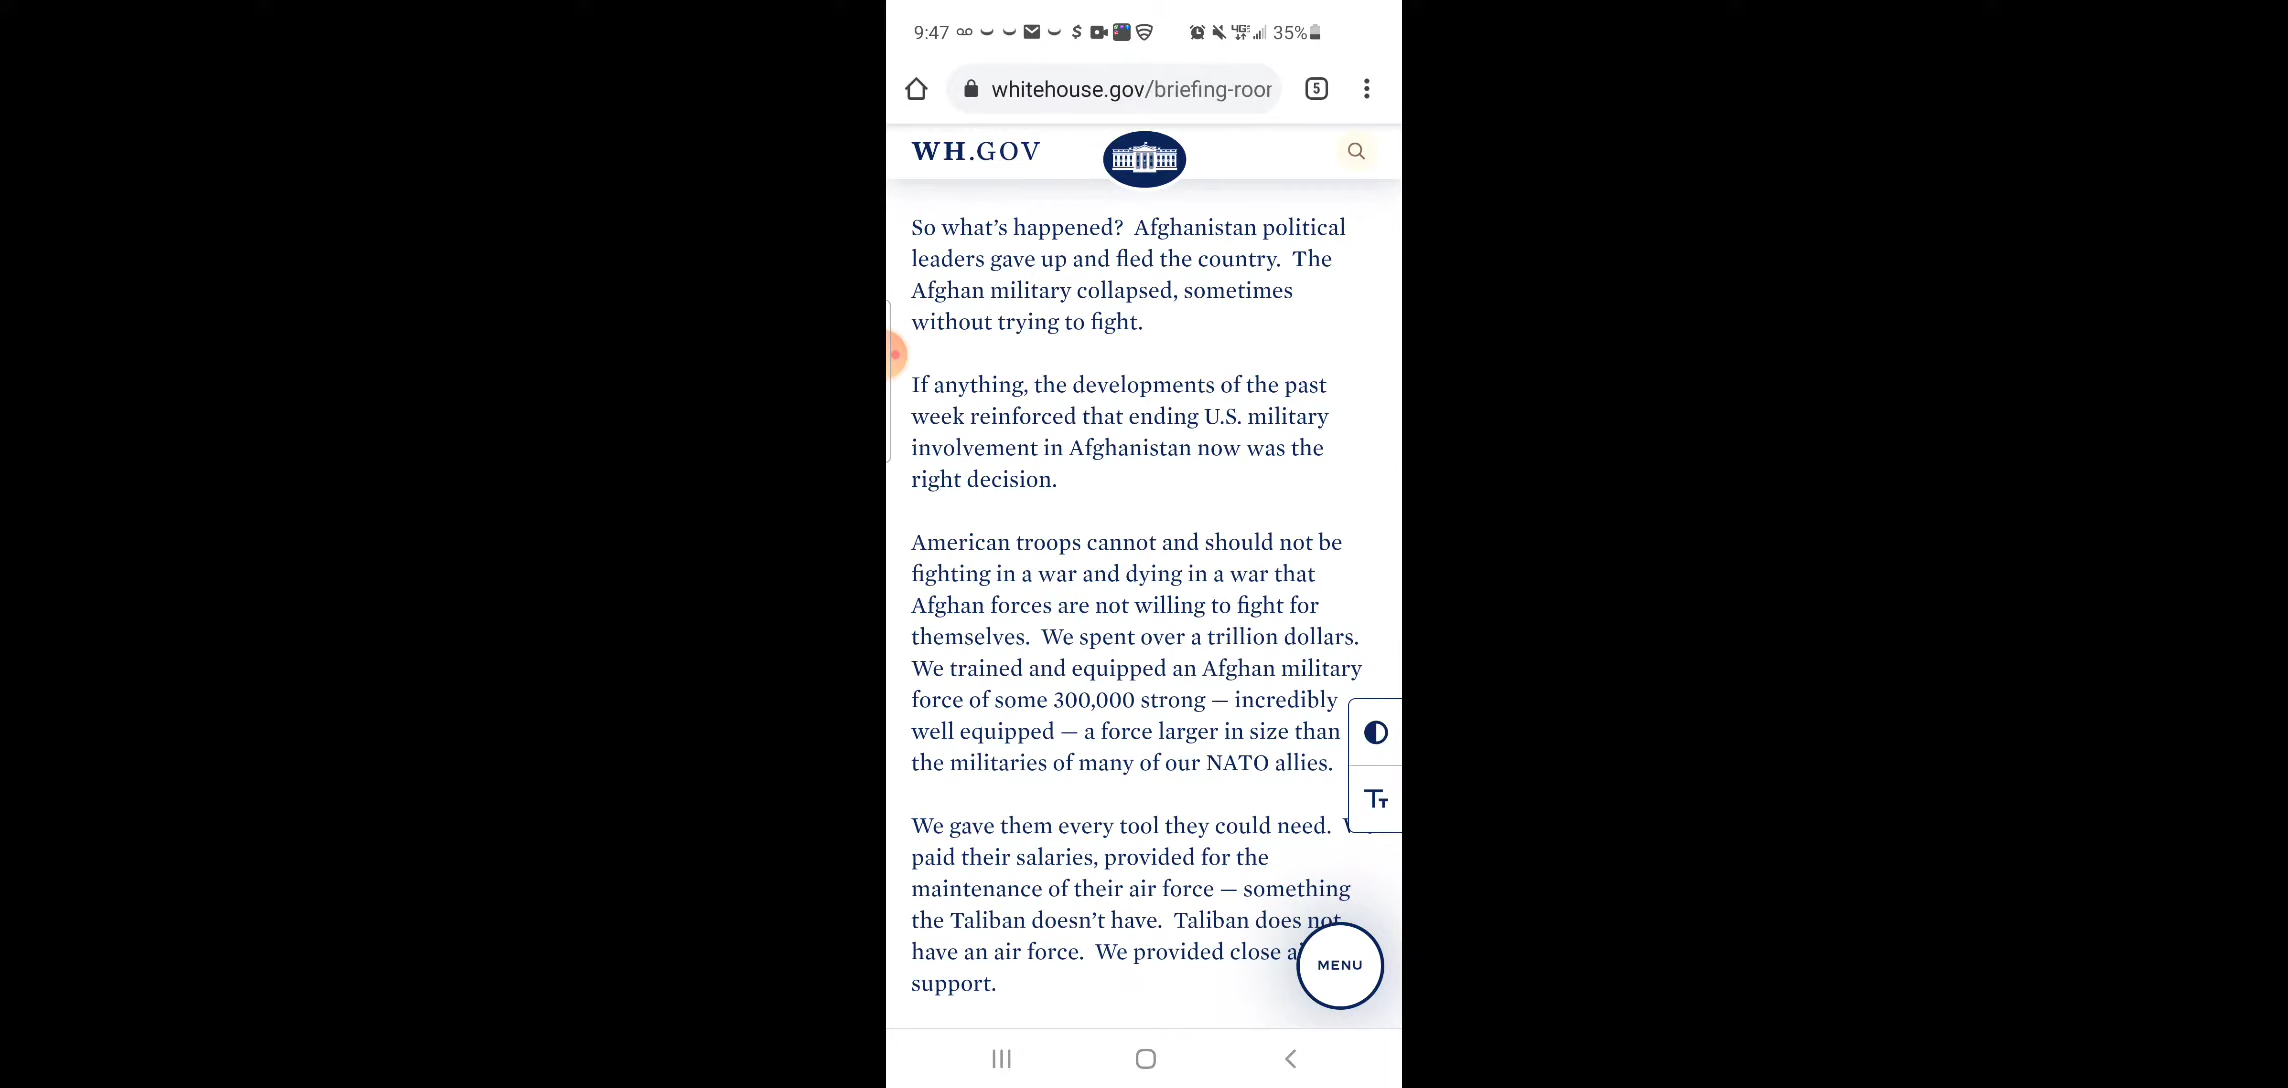 9:47 35%
whitehouse.gov/briefing-roor 5
WH.GOV
So what’s happened?  Afghanistan political
leaders gave up and fled the country.  The
Afghan military collapsed, sometimes
without trying to fight.
If anything, the developments of the past
week reinforced that ending U.S. military
involvement in Afghanistan now was the
right decision.
American troops cannot and should not be
fighting in a war and dying in a war that
Afghan forces are not willing to fight for
themselves.  We spent over a trillion dollars.
We trained and equipped an Afghan military
force of some 300,000 strong — incredibly
well equipped — a force larger in size than
the militaries of many of our NATO allies.
We gave them every tool they could need.
paid their salaries, provided for the
maintenance of their air force — something
the Taliban doesn’t have.  Taliban does not
have an air force.  We provided close
support.
MENU